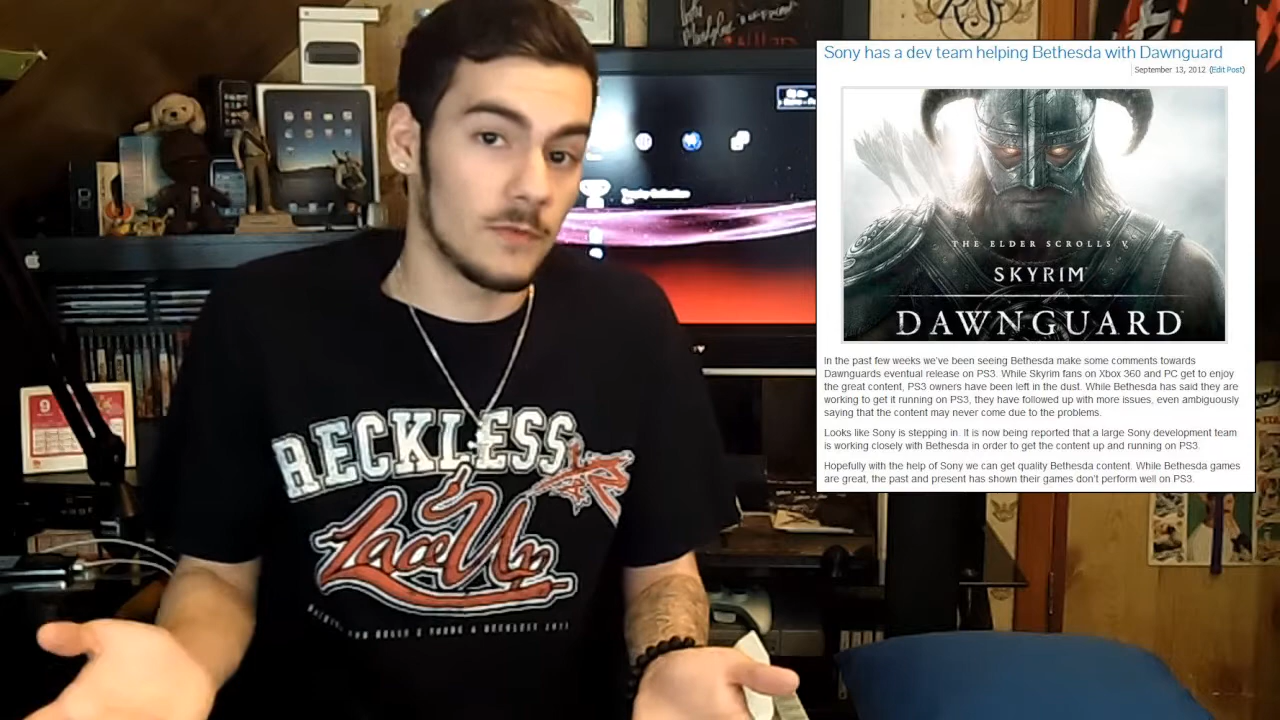 Sony has a dev team helping Bethesda with Dawnguard
September 13, 2012 (Edit Post)
THE ELDER SCROLLS V
SKYRIM
DAWNGUARD
In the past few weeks we've been seeing Bethesda make some comments towards
Dawnguards eventual release on PS3. While Skyrim fans on Xbox 360 and PC get to enjoy
the great content, PS3 owners have been left in the dust. While Bethesda has said they are
working to get it running on PS3, they have followed up with more issues, even ambiguously
saying that the content may never come due to the problems.
Looks like Sony is stepping in. It is now being reported that a large Sony development team
is working closely with Bethesda in order to get the content up and running on PS3.
Hopefully with the help of Sony we can get quality Bethesda content. While Bethesda games
are great, the past and present has shown their games don't perform well on PS3.
RECKLESS
Lace Up
9